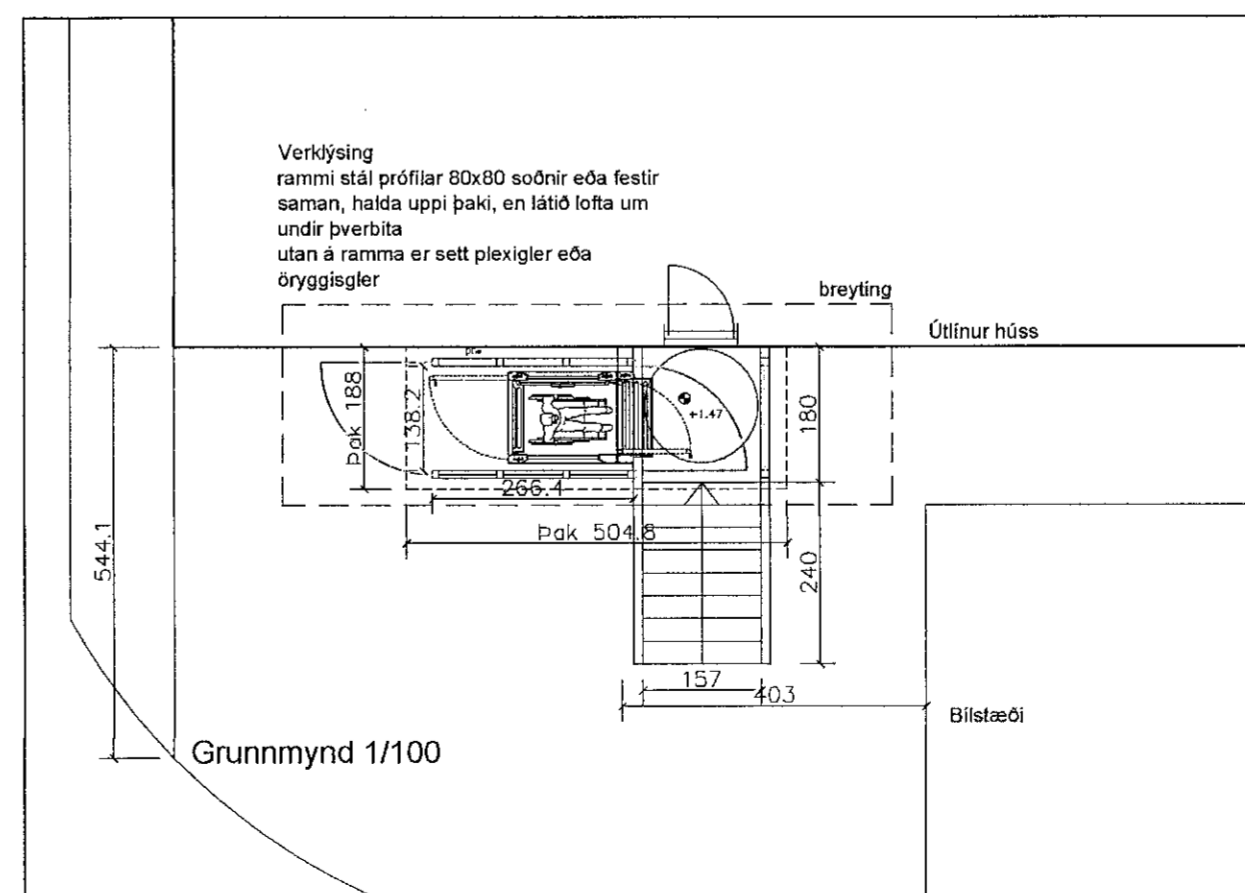 Verklýsing
rammi stál prófílar 80x80 soðnir eða festir
saman, halda uppi þaki, en látið lofta um
undir þverbita
utan á ramma er sett plexigler eða
öryggisgler
breyting
Útlínur húss
Þak 188
138.2
+1.47
180
266.4
Þak 504.8
544.1
240
157
403
Bílstæði
Grunnmynd 1/100